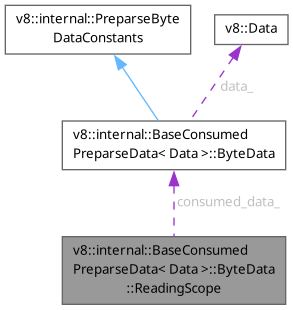 v8::internal::PreparseByte
DataConstants
v8::Data
data_
v8::internal::BaseConsumed
PreparseData< Data >::ByteData
consumed_data_
v8::internal::BaseConsumed
PreparseData< Data >::ByteData
::ReadingScope